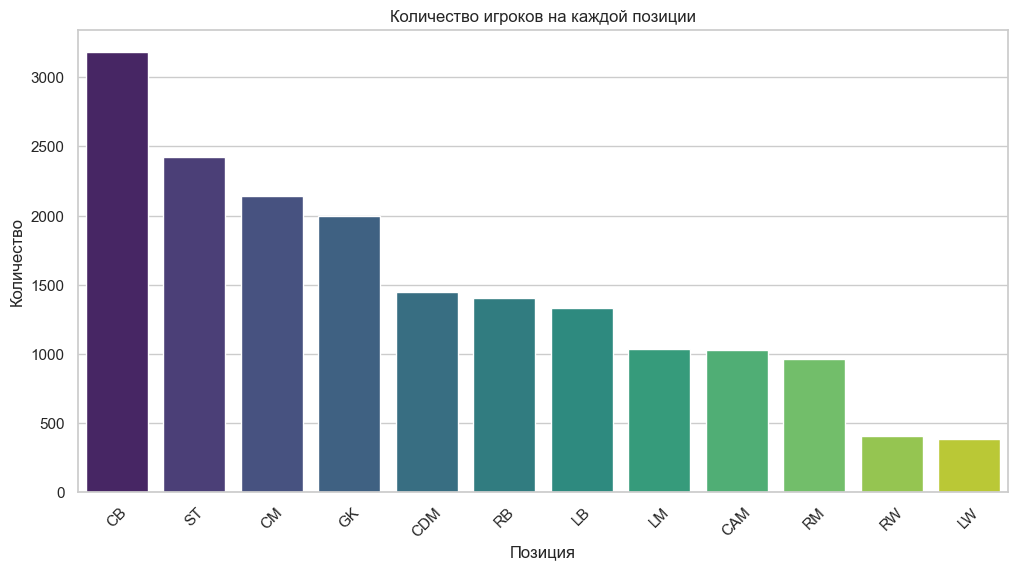 Количество игроков на каждой позиции
Количество
3000
2500
2000
1500
1000
500
0
CB
ST
CM
GK
CDM
RB
LB
LM
CAM
RM
RW
LW
Позиция